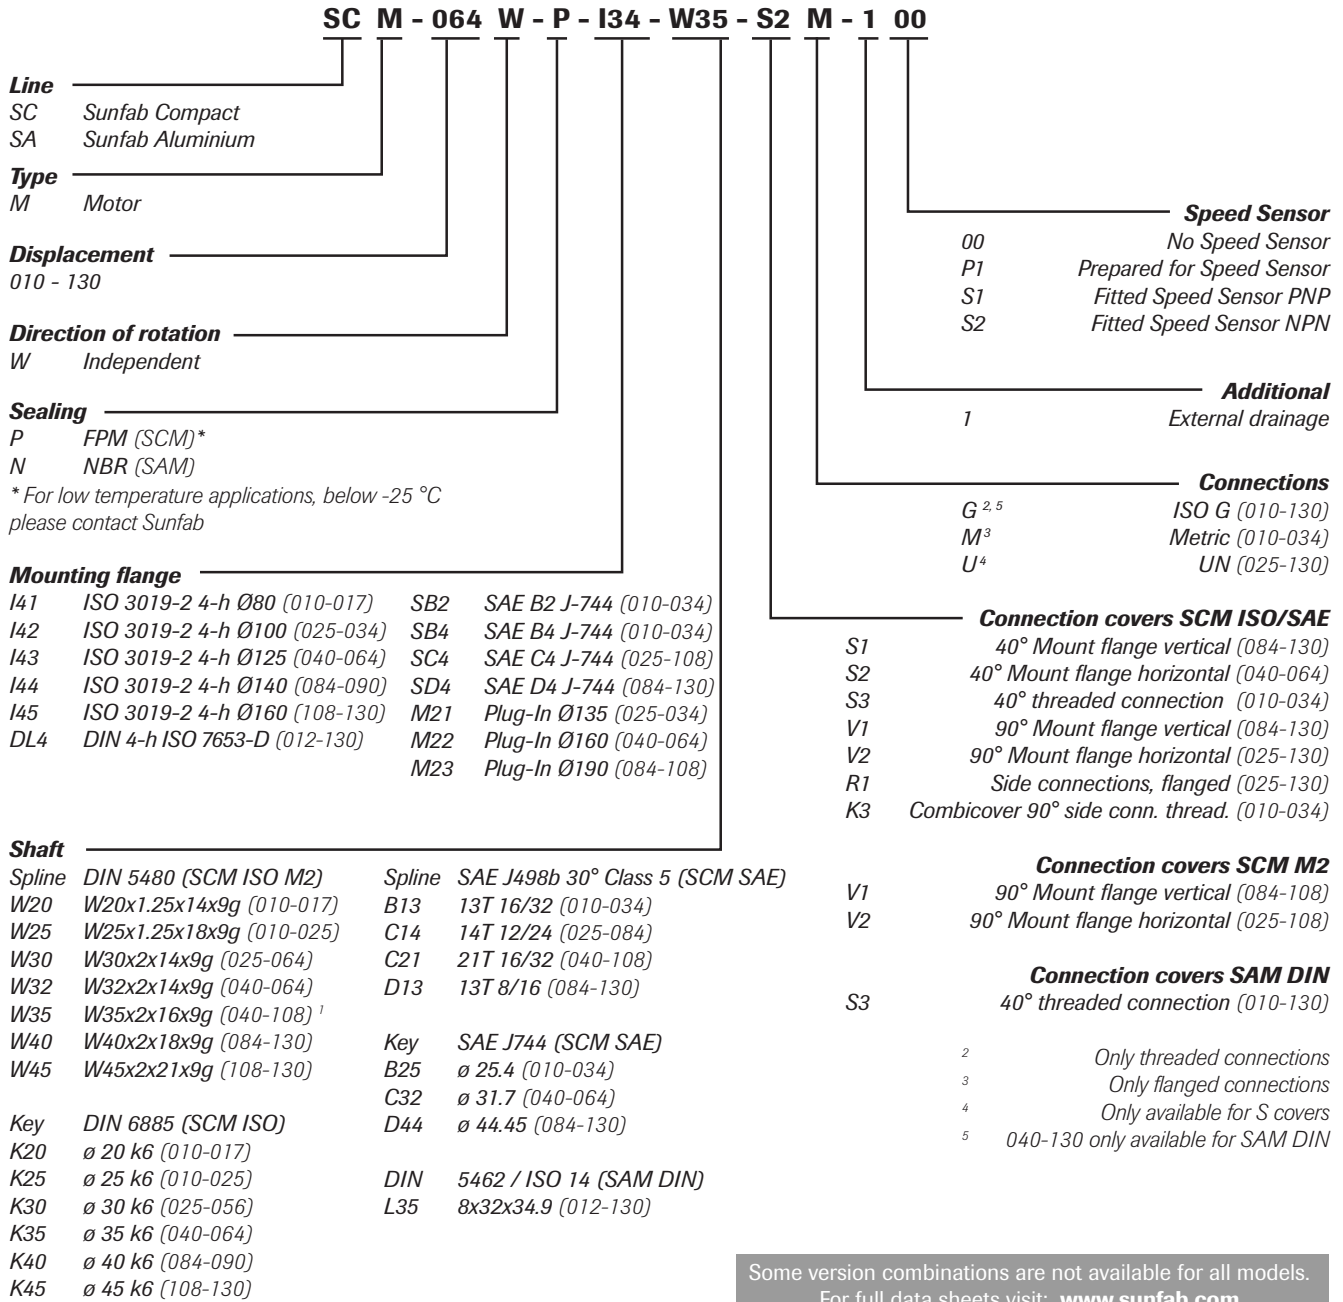 SC M - 064 W - P - I34 - W35 - S2 M - 1 00
Line
SC Sunfab Compact
SA Sunfab Aluminium
Type
M Motor
Displacement
010 - 130
Direction of rotation
W Independent
Sealing
P FPM (SCM)*
N NBR (SAM)
* For low temperature applications, below -25 °C
please contact Sunfab
Mounting flange
I41 ISO 3019-2 4-h Ø80 (010-017)
I42 ISO 3019-2 4-h Ø100 (025-034)
I43 ISO 3019-2 4-h Ø125 (040-064)
I44 ISO 3019-2 4-h Ø140 (084-090)
I45 ISO 3019-2 4-h Ø160 (108-130)
DL4 DIN 4-h ISO 7653-D (012-130)
SB2 SAE B2 J-744 (010-034)
SB4 SAE B4 J-744 (010-034)
SC4 SAE C4 J-744 (025-108)
SD4 SAE D4 J-744 (084-130)
M21 Plug-In Ø135 (025-034)
M22 Plug-In Ø160 (040-064)
M23 Plug-In Ø190 (084-108)
Shaft
Spline DIN 5480 (SCM ISO M2)
W20 W20x1.25x14x9g (010-017)
W25 W25x1.25x18x9g (010-025)
W30 W30x2x14x9g (025-064)
W32 W32x2x14x9g (040-064)
W35 W35x2x16x9g (040-108) 1
W40 W40x2x18x9g (084-130)
W45 W45x2x21x9g (108-130)
Key DIN 6885 (SCM ISO)
K20 ø 20 k6 (010-017)
K25 ø 25 k6 (010-025)
K30 ø 30 k6 (025-056)
K35 ø 35 k6 (040-064)
K40 ø 40 k6 (084-090)
K45 ø 45 k6 (108-130)
Spline SAE J498b 30° Class 5 (SCM SAE)
B13 13T 16/32 (010-034)
C14 14T 12/24 (025-084)
C21 21T 16/32 (040-108)
D13 13T 8/16 (084-130)
Key SAE J744 (SCM SAE)
B25 ø 25.4 (010-034)
C32 ø 31.7 (040-064)
D44 ø 44.45 (084-130)
DIN 5462 / ISO 14 (SAM DIN)
L35 8x32x34.9 (012-130)
Speed Sensor
00 No Speed Sensor
P1 Prepared for Speed Sensor
S1 Fitted Speed Sensor PNP
S2 Fitted Speed Sensor NPN
Additional
1 External drainage
Connections
G 2, 5 ISO G (010-130)
M 3 Metric (010-034)
U 4 UN (025-130)
Connection covers SCM ISO/SAE
S1 40° Mount flange vertical (084-130)
S2 40° Mount flange horizontal (040-064)
S3 40° threaded connection (010-034)
V1 90° Mount flange vertical (084-130)
V2 90° Mount flange horizontal (025-130)
R1 Side connections, flanged (025-130)
K3 Combicover 90° side conn. thread. (010-034)
Connection covers SCM M2
V1 90° Mount flange vertical (084-108)
V2 90° Mount flange horizontal (025-108)
Connection covers SAM DIN
S3 40° threaded connection (010-130)
2 Only threaded connections
3 Only flanged connections
4 Only available for S covers
5 040-130 only available for SAM DIN
Some version combinations are not available for all models.
For full data sheets visit: www.sunfab.com